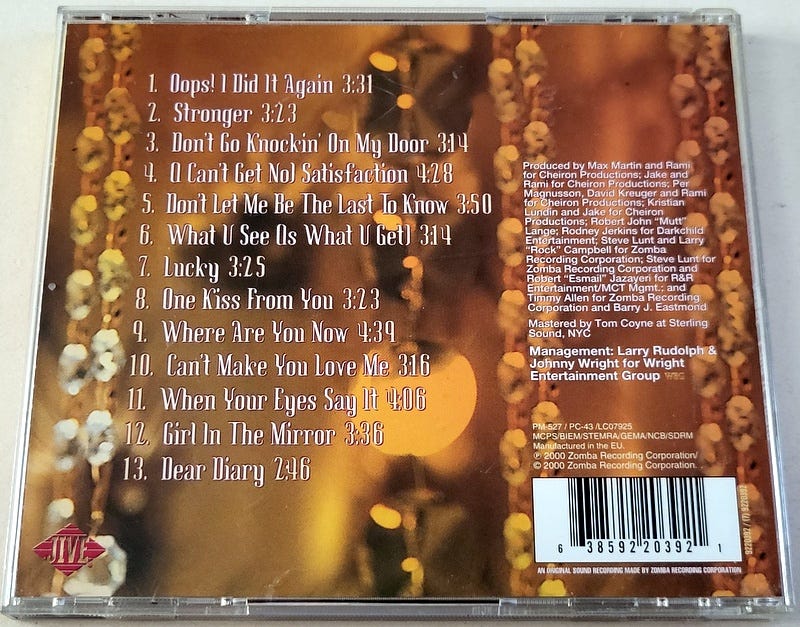 1. Oops! I Did It Again 3:31
2. Stronger 3:23
3. Don't Go Knockin' On My Door 3:14
4. (I Can't Get No) Satisfaction 4:28
5. Don't Let Me Be The Last To Know 3:50
6. What U See (Is What U Get) 3:14
7. Lucky 3:25
8. One Kiss From You 3:23
9. Where Are You Now 4:39
10. Can't Make You Love Me 3:16
11. When Your Eyes Say It 4:06
12. Girl In The Mirror 3:36
13. Dear Diary 2:46
Produced by Max Martin and Rami
for Cheiron Productions; Jake and
Rami for Cheiron Productions; Per
Magnusson, David Kreuger and Rami
for Cheiron Productions; Kristian
Lundin and Jake for Cheiron
Productions; Robert John "Mutt"
Lange; Rodney Jerkins for Darkchild
Entertainment; Steve Lunt and Larry
"Rock" Campbell for Zomba
Recording Corporation; Steve Lunt for
Zomba Recording Corporation and
Robert "Esmail" Jazayeri for R&R
Entertainment/MCT Mgmt.; and
Timmy Allen for Zomba Recording
Corporation and Barry J. Eastmond
Mastered by Tom Coyne at Sterling
Sound, NYC
Management: Larry Rudolph &
Johnny Wright for Wright
Entertainment Group
PM-527 / PC-43 /LC07925
MCPS/BIEM/STEMRA/GEMA/NCB/SDRM
Manufactured in the EU.
℗ 2000 Zomba Recording Corporation/
© 2000 Zomba Recording Corporation.
JIVE
6 38592 20392 1
9220392 / (7) 9220392
AN ORIGINAL SOUND RECORDING MADE BY ZOMBA RECORDING CORPORATION